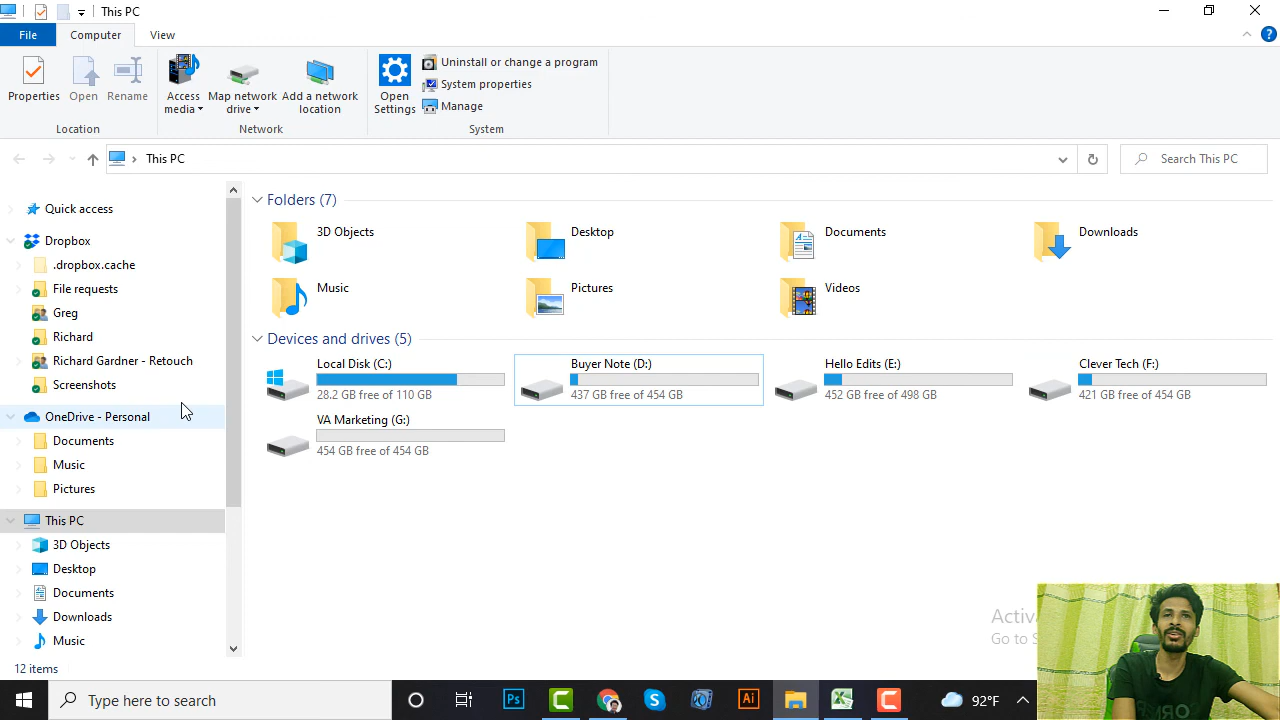 This PC
File
Computer
View
Properties
Open
Rename
Access media
Map network drive
Add a network location
Open Settings
Uninstall or change a program
System properties
Manage
Location
Network
System
This PC
Search This PC
Quick access
Dropbox
.dropbox.cache
File requests
Greg
Richard
Richard Gardner - Retouch
Screenshots
OneDrive - Personal
Documents
Music
Pictures
This PC
3D Objects
Desktop
Documents
Downloads
Music
Folders (7)
3D Objects
Desktop
Documents
Downloads
Music
Pictures
Videos
Devices and drives (5)
Local Disk (C:)
28.2 GB free of 110 GB
Buyer Note (D:)
437 GB free of 454 GB
Hello Edits (E:)
452 GB free of 498 GB
Clever Tech (F:)
421 GB free of 454 GB
VA Marketing (G:)
454 GB free of 454 GB
Go to
12 items
Type here to search
Ps
Ai
92°F